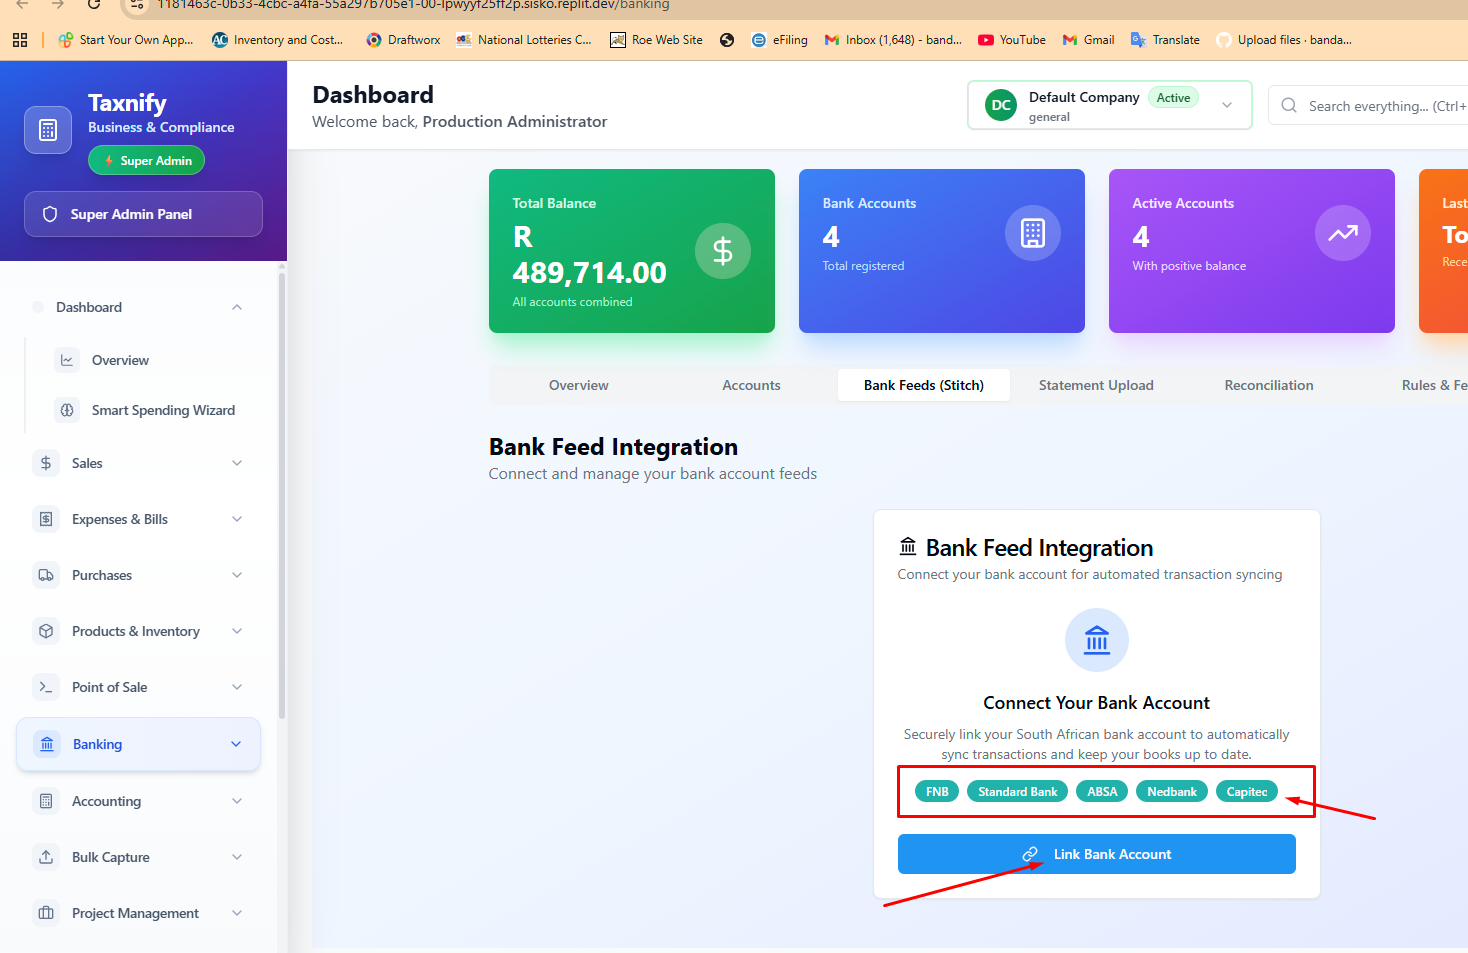 1181463c-0b33-4cbc-a4fa-55a297b705e1-00-lpwyyf25ff2p.sisko.replit.dev/banking
Start Your Own App...
Inventory and Cost...
Draftworx
National Lotteries C...
Roe Web Site
eFiling
Inbox (1,648) - band...
YouTube
Gmail
Translate
Upload files · banda...
Taxnify
Business & Compliance
Super Admin
Super Admin Panel
Dashboard
Overview
Smart Spending Wizard
Sales
Expenses & Bills
Purchases
Products & Inventory
Point of Sale
Banking
Accounting
Bulk Capture
Project Management
Dashboard
Welcome back, Production Administrator
DC
Default Company
Active
general
Search everything... (Ctrl+
Total Balance
R
489,714.00
All accounts combined
Bank Accounts
4
Total registered
Active Accounts
4
With positive balance
Last
To
Rece
Overview
Accounts
Bank Feeds (Stitch)
Statement Upload
Reconciliation
Rules & Fe
Bank Feed Integration
Connect and manage your bank account feeds
Bank Feed Integration
Connect your bank account for automated transaction syncing
Connect Your Bank Account
Securely link your South African bank account to automatically
sync transactions and keep your books up to date.
FNB
Standard Bank
ABSA
Nedbank
Capitec
Link Bank Account